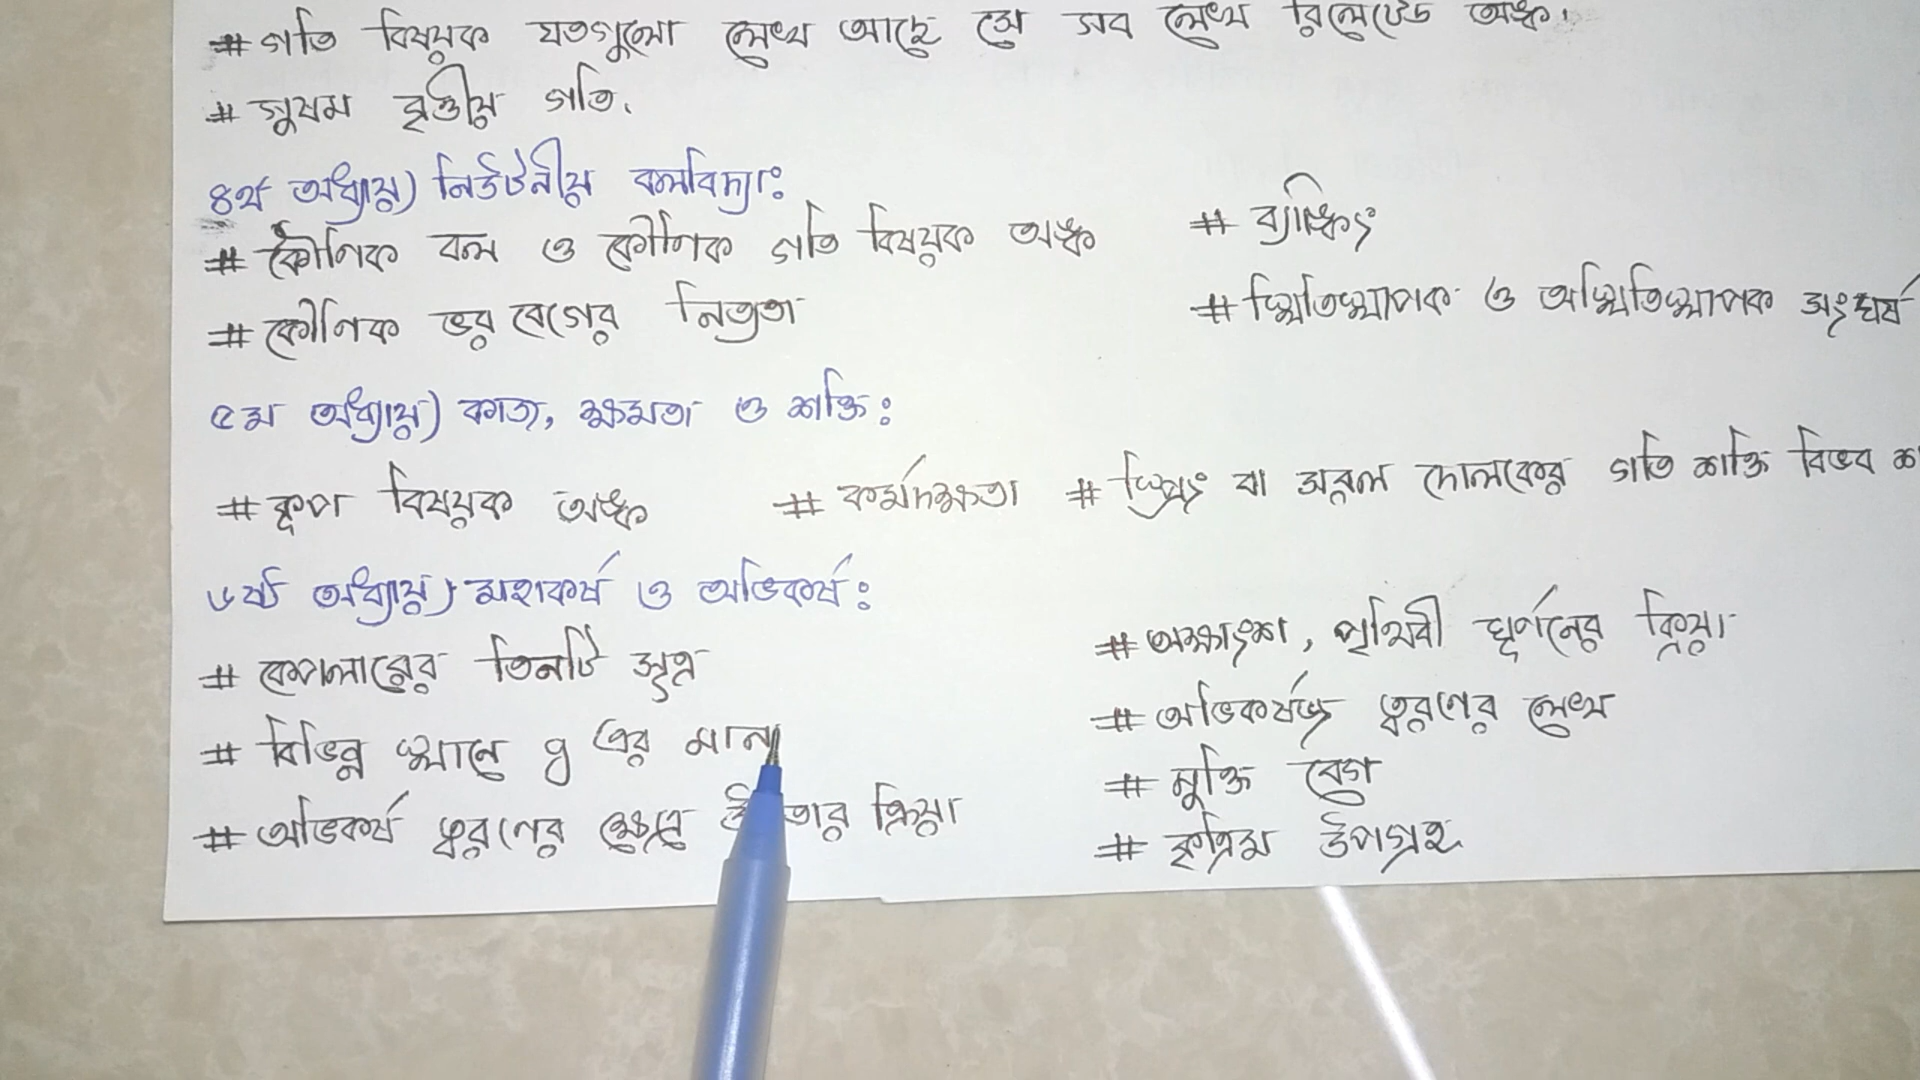 # গতি বিষয়ক যতগুলো লেখ আছে সে সব লেখ রিলেটেড অঙ্ক।
# সুষম বৃত্তীয় গতি।
৪র্থ অধ্যায়) নিউটনীয় বলবিদ্যাঃ
# কৌণিক বল ও কৌণিক গতি বিষয়ক অঙ্ক # ব্যাঙ্কিং
# কৌণিক ভর বেগের নিত্যতা # স্থিতিস্থাপক ও অস্থিতিস্থাপক সংঘর্ষ
৫ম অধ্যায়) কাজ, ক্ষমতা ও শক্তিঃ
# কূপ বিষয়ক অঙ্ক # কর্মদক্ষতা # স্প্রিং বা সরল দোলকের গতি শক্তি বিভব শ
৬ষ্ঠ অধ্যায়) মহাকর্ষ ও অভিকর্ষঃ
# কেপলারের তিনটি সূত্র
# বিভিন্ন স্থানে g এর মান
# অভিকর্ষ ত্বরণের ক্ষেত্রে ক্রিয়া
# অক্ষাংশ, পৃথিবী ঘূর্ণনের ক্রিয়া
# অভিকর্ষজ ত্বরণের লেখ
# মুক্তি বেগ
# কৃত্রিম উপগ্রহ